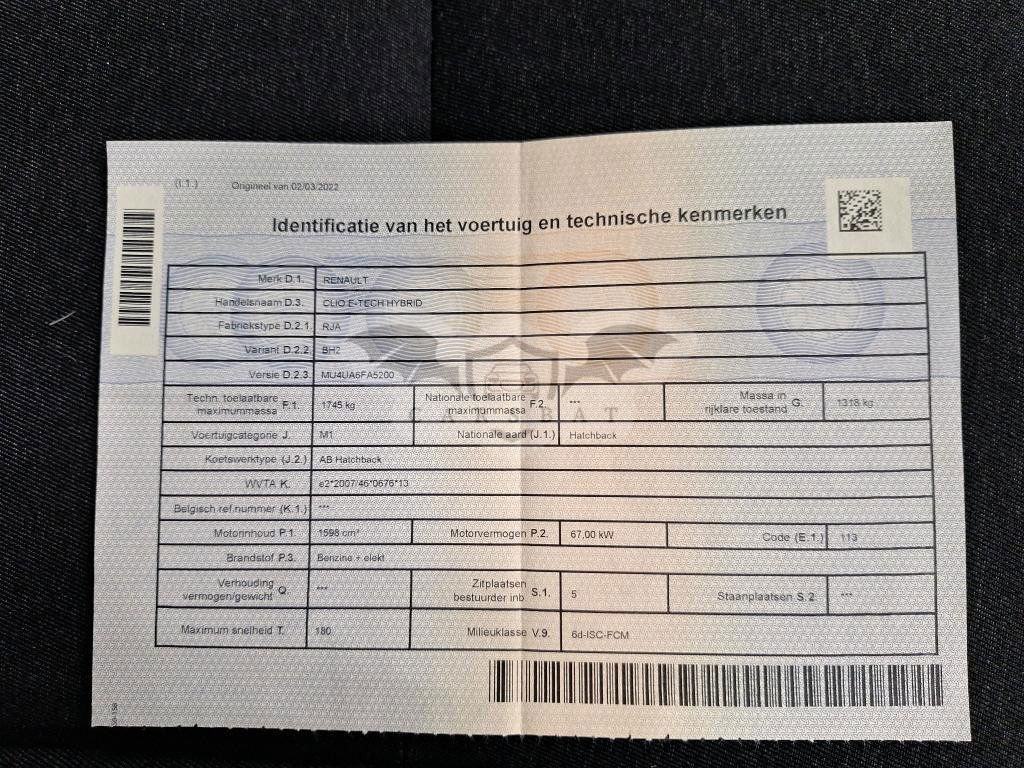 (I.1.) Origineel van 02/03/2022
Identificatie van het voertuig en technische kenmerken
Merk D.1. RENAULT
Handelsnaam D.3. CLIO E-TECH HYBRID
Fabriekstype D.2.1 RJA
Variant D.2.2. BH2
Versie D.2.3. MU4UA6FA5200
Techn. toelaatbare maximummassa F.1. 1745 kg Nationale toelaatbare maximummassa F.2. --- Massa in rijklare toestand G. 1318 kg
CARSBAT
Voertuigcategorie J. M1 Nationale aard (J.1.) Hatchback
Koetswerktype (J.2.) AB Hatchback
WVTA K. e2*2007/46*0676*13
Belgisch ref.nummer (K.1.) ---
Motorinhoud P.1. 1598 cm³ Motorvermogen P.2. 67,00 kW Code (E.1.) 113
Brandstof P.3. Benzine + elekt
Verhouding vermogen/gewicht Q. --- Zitplaatsen bestuurder inb. S.1. 5 Staanplaatsen S.2. ---
Maximum snelheid T. 180 Milieuklasse V.9. 6d-ISC-FCM